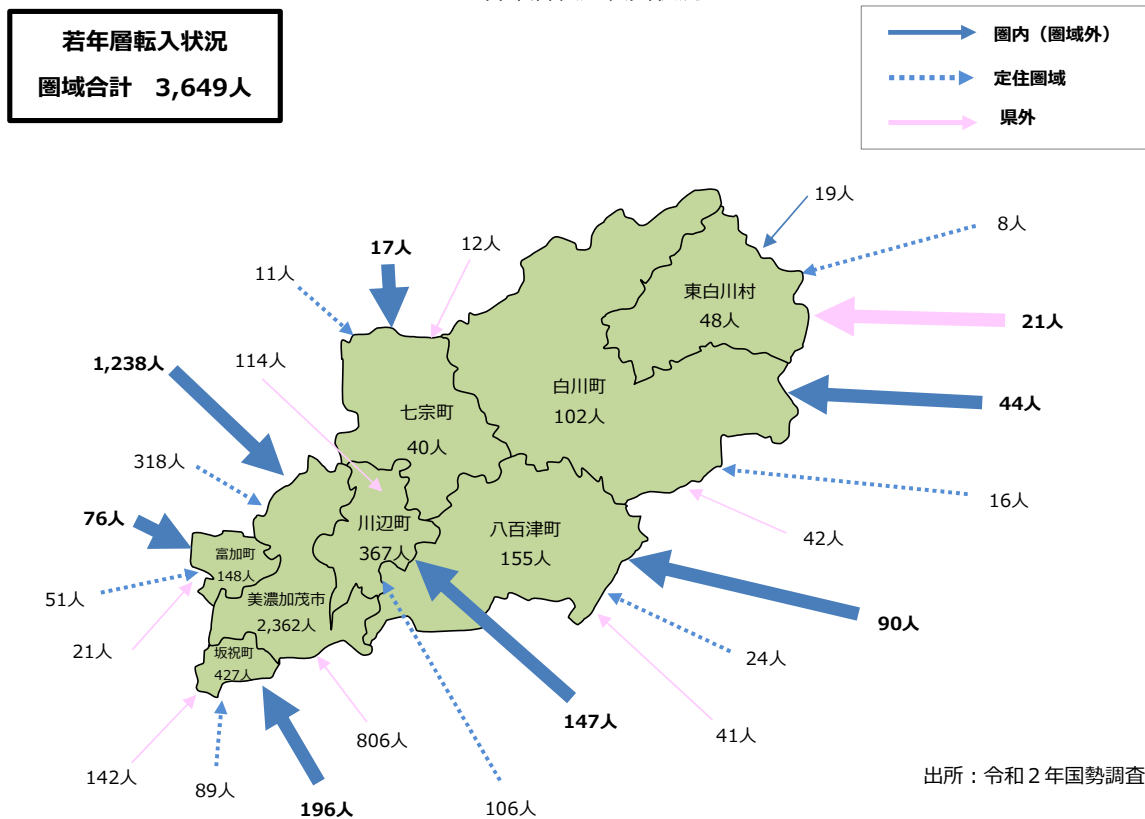 若年層転入状況
圏域合計 3,649人
圏内（圏域外）
定住圏域
県外
19人
8人
17人
12人
11人
東白川村
48人
21人
1,238人
114人
白川町
102人
44人
七宗町
40人
318人
16人
76人
川辺町
367人
八百津町
155人
42人
富加町
148人
51人
美濃加茂市
2,362人
90人
21人
坂祝町
427人
24人
147人
41人
806人
142人
89人
196人
106人
出所：令和２年国勢調査